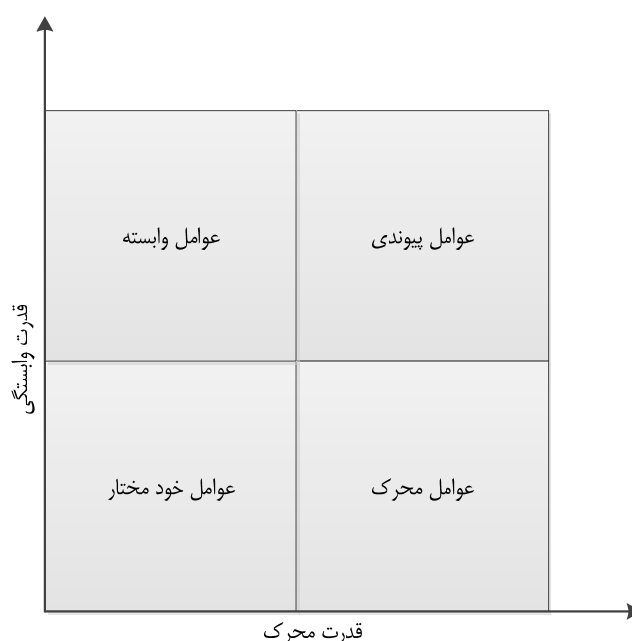 عوامل پیوندی
عوامل وابسته
قدرت وابستگی
عوامل محرک
عوامل خود مختار
قدرت محرک